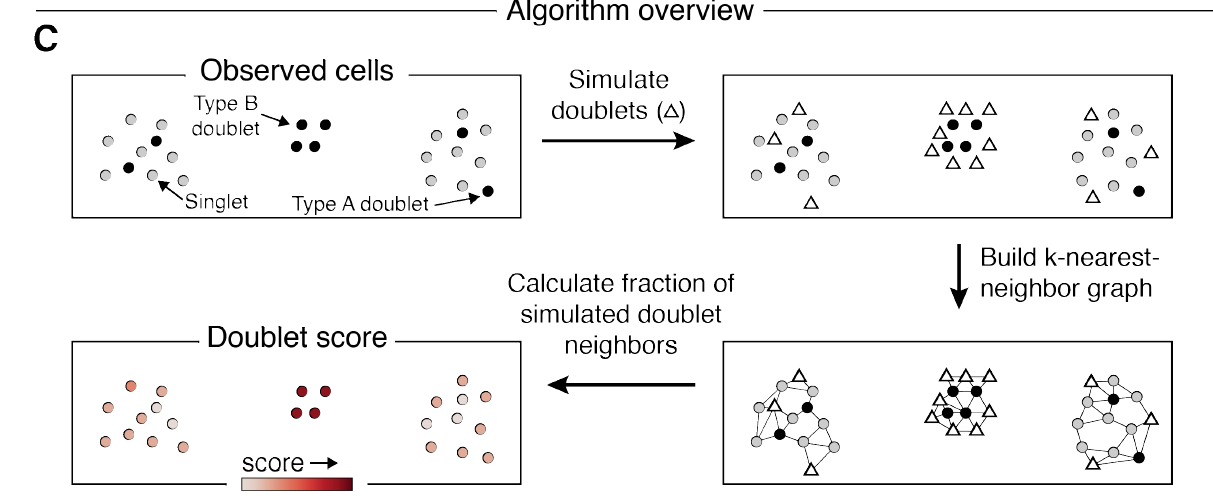 Algorithm overview
C
Observed cells
Type B
doublet
Singlet
Type A doublet
Simulate
doublets (△)
Build k-nearest-
neighbor graph
Calculate fraction of
simulated doublet
neighbors
Doublet score
score →